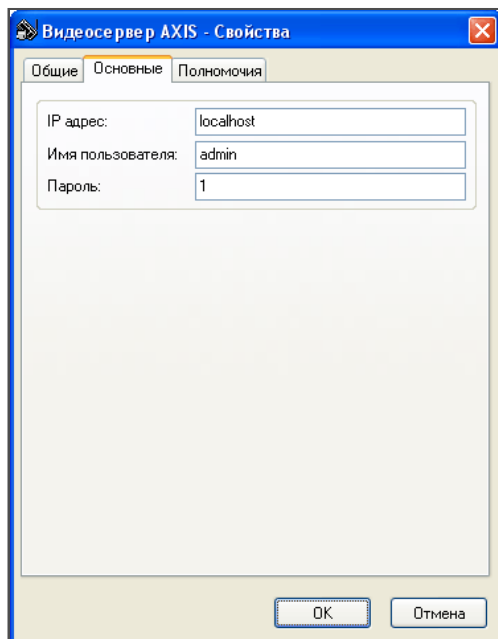 Видеосервер AXIS - Свойства
Общие Основные Полномочия
IP адрес: localhost
Имя пользователя: admin
Пароль: 1
OK Отмена